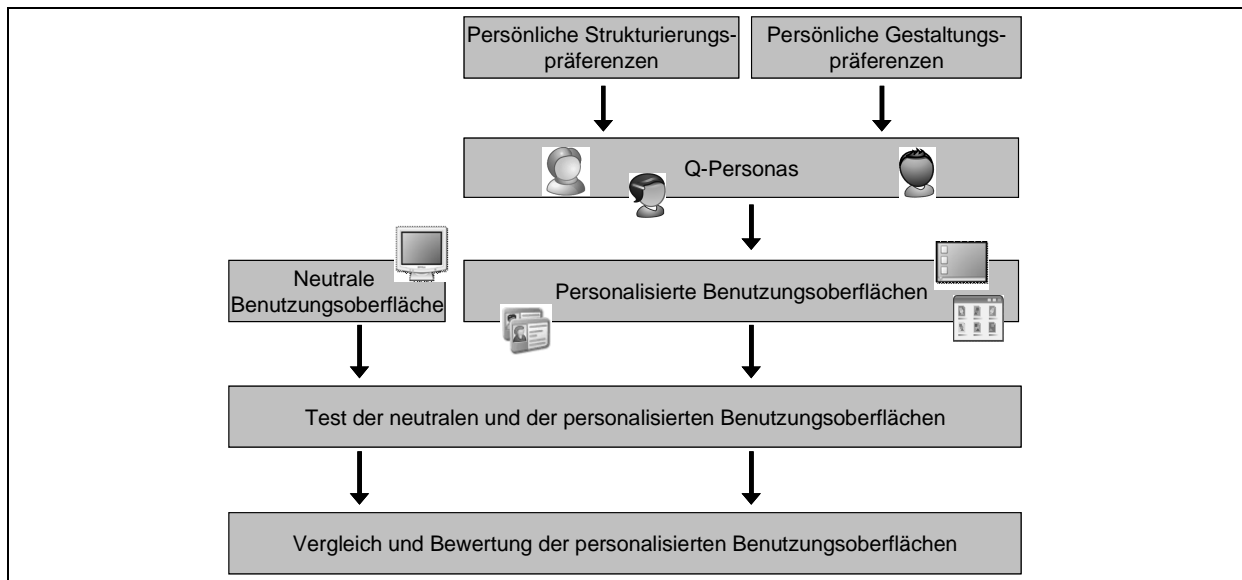 Persönliche Strukturierungs-
präferenzen
Persönliche Gestaltungs-
präferenzen
Q-Personas
Neutrale
Benutzungsoberfläche
Personalisierte Benutzungsoberflächen
Test der neutralen und der personalisierten Benutzungsoberflächen
Vergleich und Bewertung der personalisierten Benutzungsoberflächen